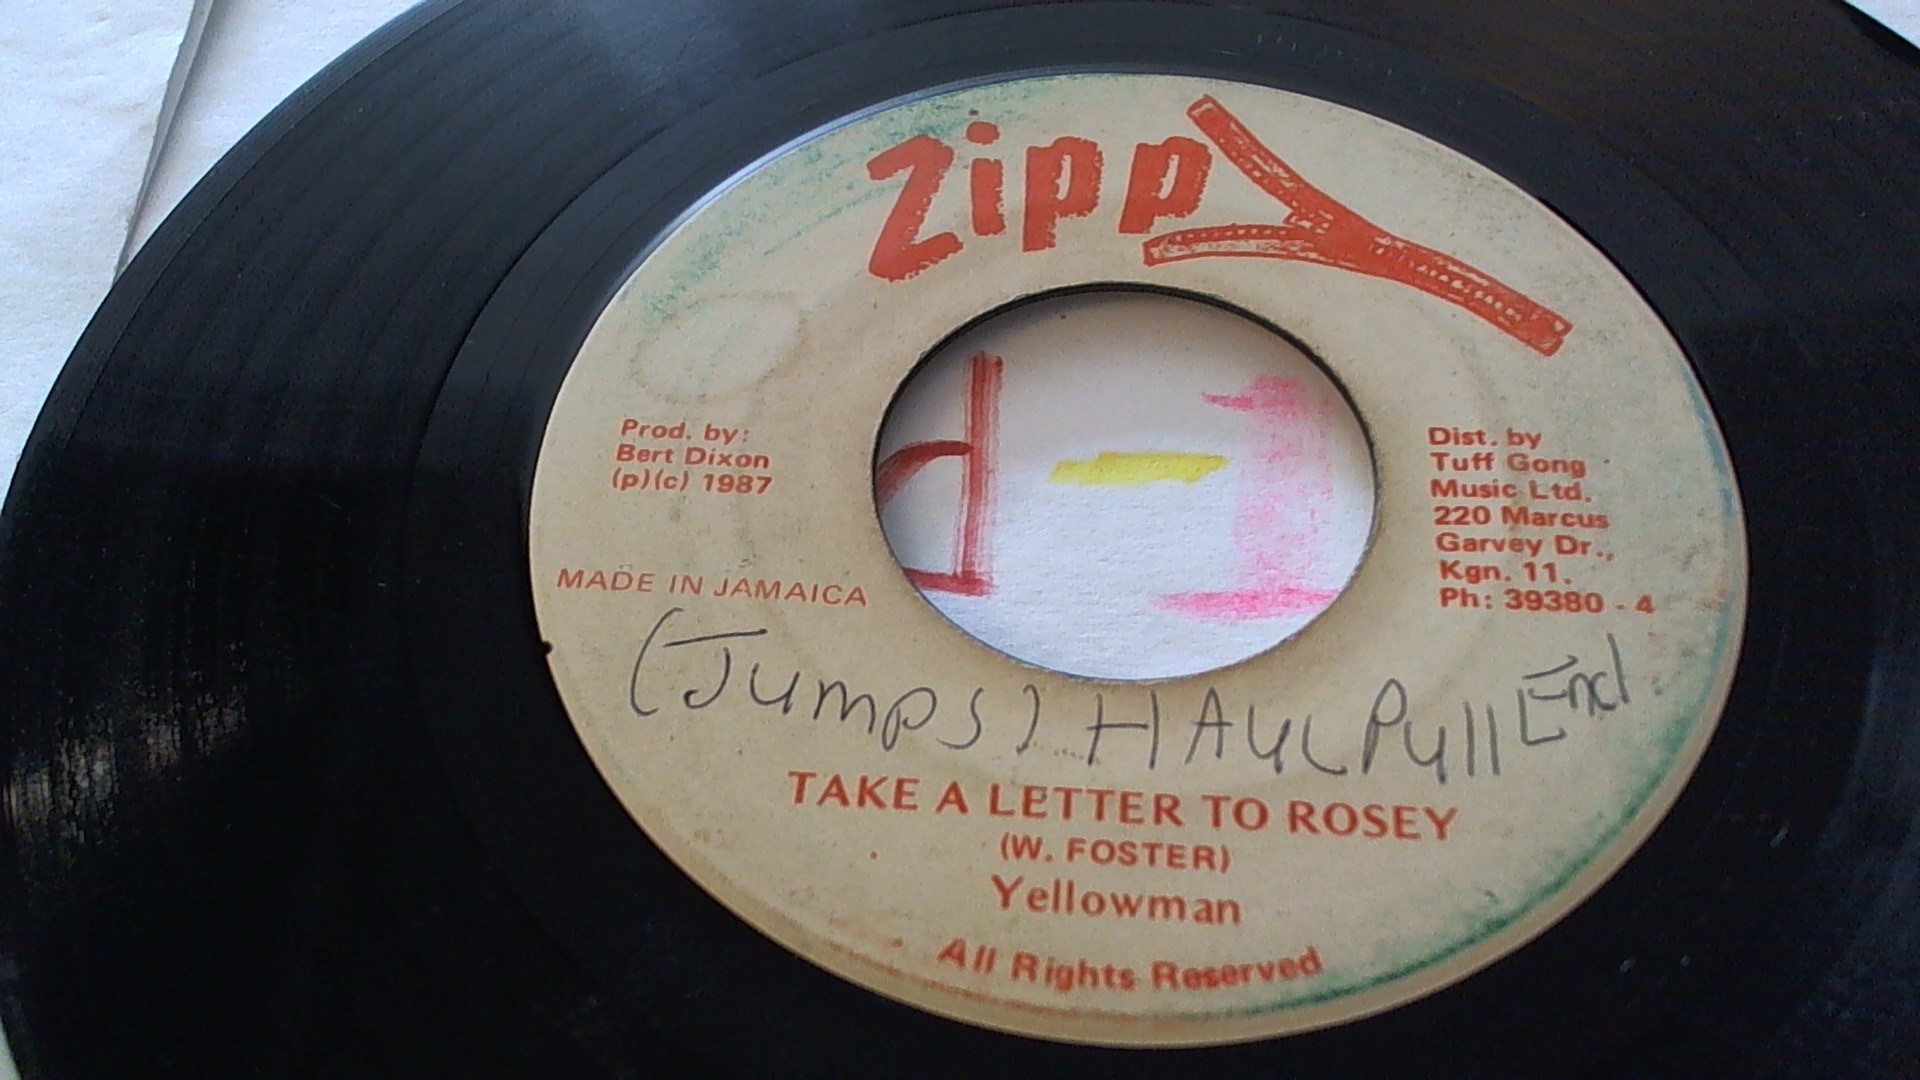 Zippy
Prod. by:
Bert Dixon
(p)(c) 1987
MADE IN JAMAICA
Dist. by
Tuff Gong
Music Ltd.
220 Marcus
Garvey Dr.,
Kgn. 11.
Ph: 39380 - 4
(Jumps) HAUL Pull End
TAKE A LETTER TO ROSEY
(W. FOSTER)
Yellowman
All Rights Reserved